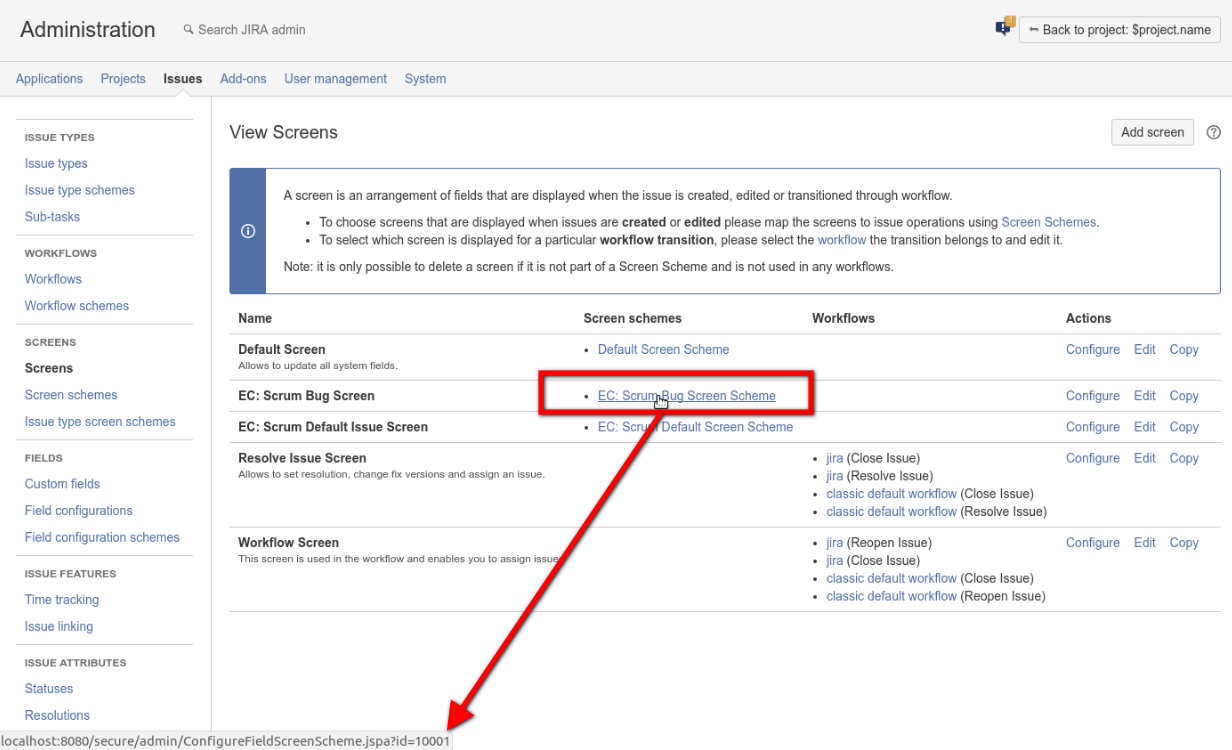 Administration
Search JIRA admin
Back to project: $project.name
Applications Projects Issues Add-ons User management System
ISSUE TYPES
Issue types
Issue type schemes
Sub-tasks
WORKFLOWS
Workflows
Workflow schemes
SCREENS
Screens
Screen schemes
Issue type screen schemes
FIELDS
Custom fields
Field configurations
Field configuration schemes
ISSUE FEATURES
Time tracking
Issue linking
ISSUE ATTRIBUTES
Statuses
Resolutions
View Screens
Add screen
A screen is an arrangement of fields that are displayed when the issue is created, edited or transitioned through workflow.
• To choose screens that are displayed when issues are created or edited please map the screens to issue operations using Screen Schemes.
• To select which screen is displayed for a particular workflow transition, please select the workflow the transition belongs to and edit it.
Note: it is only possible to delete a screen if it is not part of a Screen Scheme and is not used in any workflows.
Name Screen schemes Workflows Actions
Default Screen • Default Screen Scheme Configure Edit Copy
Allows to update all system fields.
EC: Scrum Bug Screen • EC: Scrum Bug Screen Scheme Configure Edit Copy
EC: Scrum Default Issue Screen • EC: Scrum Default Screen Scheme Configure Edit Copy
Resolve Issue Screen • jira (Close Issue) Configure Edit Copy
Allows to set resolution, change fix versions and assign an issue.
• jira (Resolve Issue)
• classic default workflow (Close Issue)
• classic default workflow (Resolve Issue)
Workflow Screen • jira (Reopen Issue) Configure Edit Copy
This screen is used in the workflow and enables you to assign issues
• jira (Close Issue)
• classic default workflow (Close Issue)
• classic default workflow (Reopen Issue)
localhost:8080/secure/admin/ConfigureFieldScreenScheme.jspa?id=10001